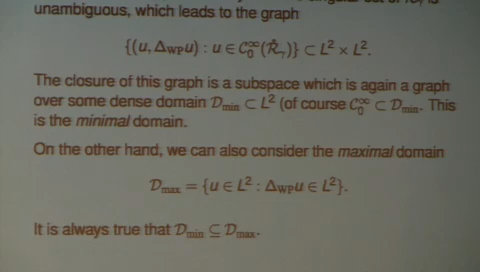 unambiguous, which leads to the graph
{(u, Δ_WP u) : u ∈ C_0^∞(R̊_γ)} ⊂ L² × L².
The closure of this graph is a subspace which is again a graph
over some dense domain D_min ⊂ L² (of course C_0^∞ ⊂ D_min. This
is the minimal domain.
On the other hand, we can also consider the maximal domain
D_max = {u ∈ L² : Δ_WP u ∈ L²}.
It is always true that D_min ⊆ D_max.